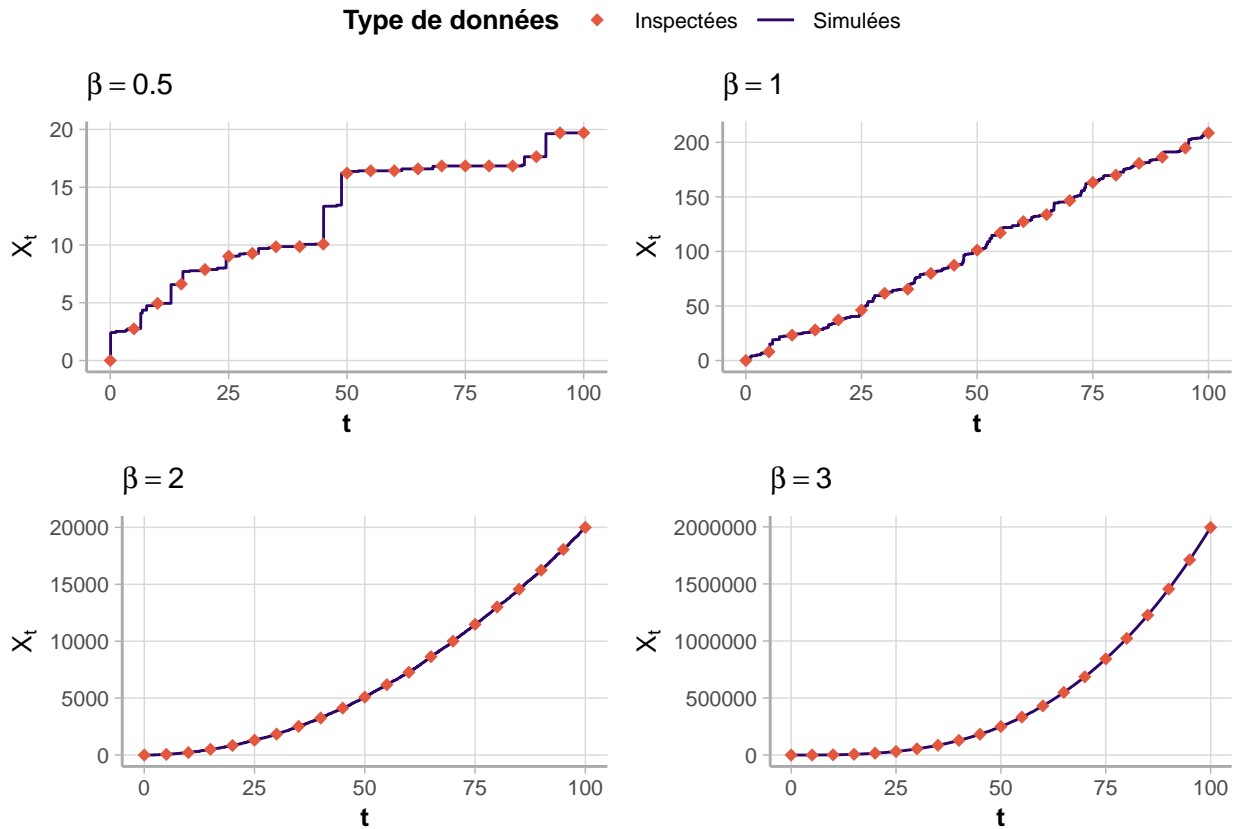 Type de données Inspectées Simulées
β = 0.5
20
15
10
5
0
X_t
0 25 50 75 100
t
β = 1
200
150
100
50
0
X_t
0 25 50 75 100
t
β = 2
20000
15000
10000
5000
0
X_t
0 25 50 75 100
t
β = 3
2000000
1500000
1000000
500000
0
X_t
0 25 50 75 100
t